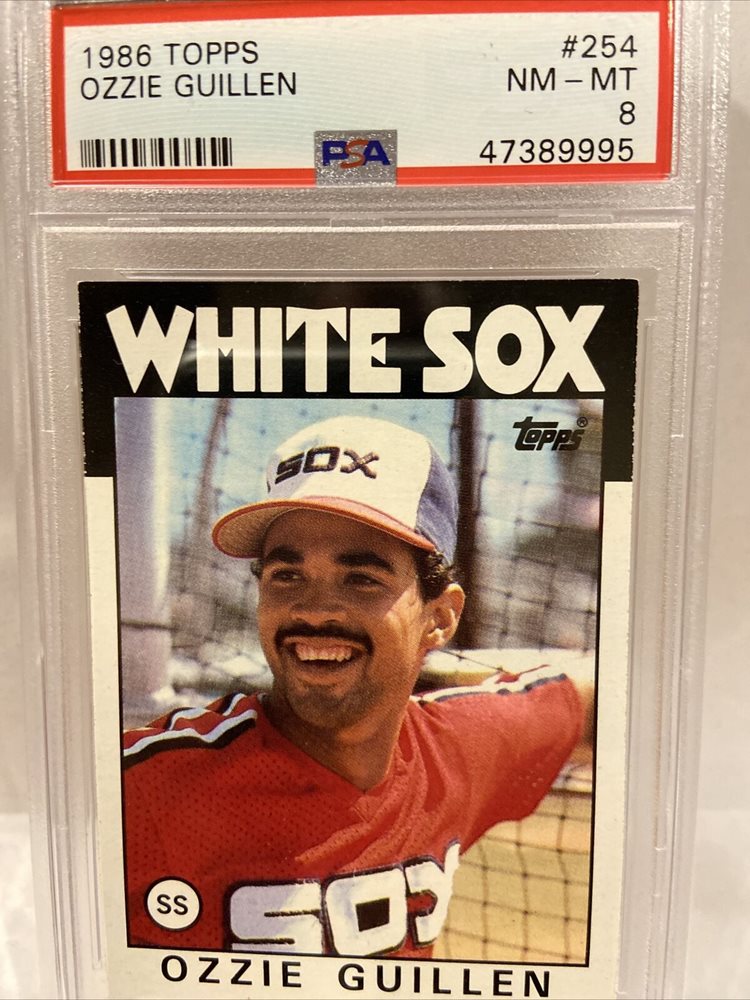 1986 TOPPS
#254
OZZIE GUILLEN
NM – MT
8
PSA
47389995
WHITE SOX
topps®
SOX
SS
SOX
OZZIE GUILLEN